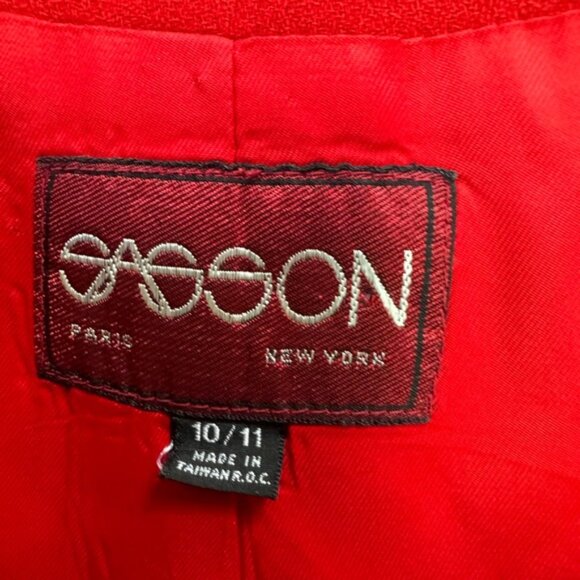 SASSON
PARIS
NEW YORK
10/11
MADE IN
TAIWAN R.O.C.